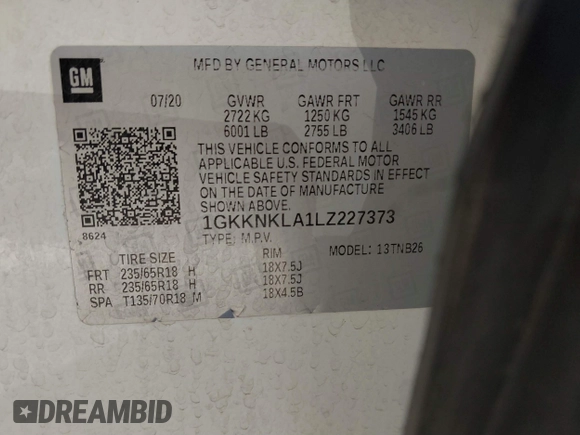 GM
MFD BY GENERAL MOTORS LLC
07/20 GVWR GAWR FRT GAWR RR
2722 KG 1250 KG 1545 KG
6001 LB 2755 LB 3406 LB
THIS VEHICLE CONFORMS TO ALL
APPLICABLE U.S. FEDERAL MOTOR
VEHICLE SAFETY STANDARDS IN EFFECT
ON THE DATE OF MANUFACTURE
SHOWN ABOVE.
8624
1GKKNKLA1LZ227373
TYPE: M.P.V. MODEL: 13TNB26
TIRE SIZE RIM
FRT 235/65R18 H 18X7.5J
RR 235/65R18 H 18X7.5J
SPA T135/70R18 M 18X4.5B
DREAMBID